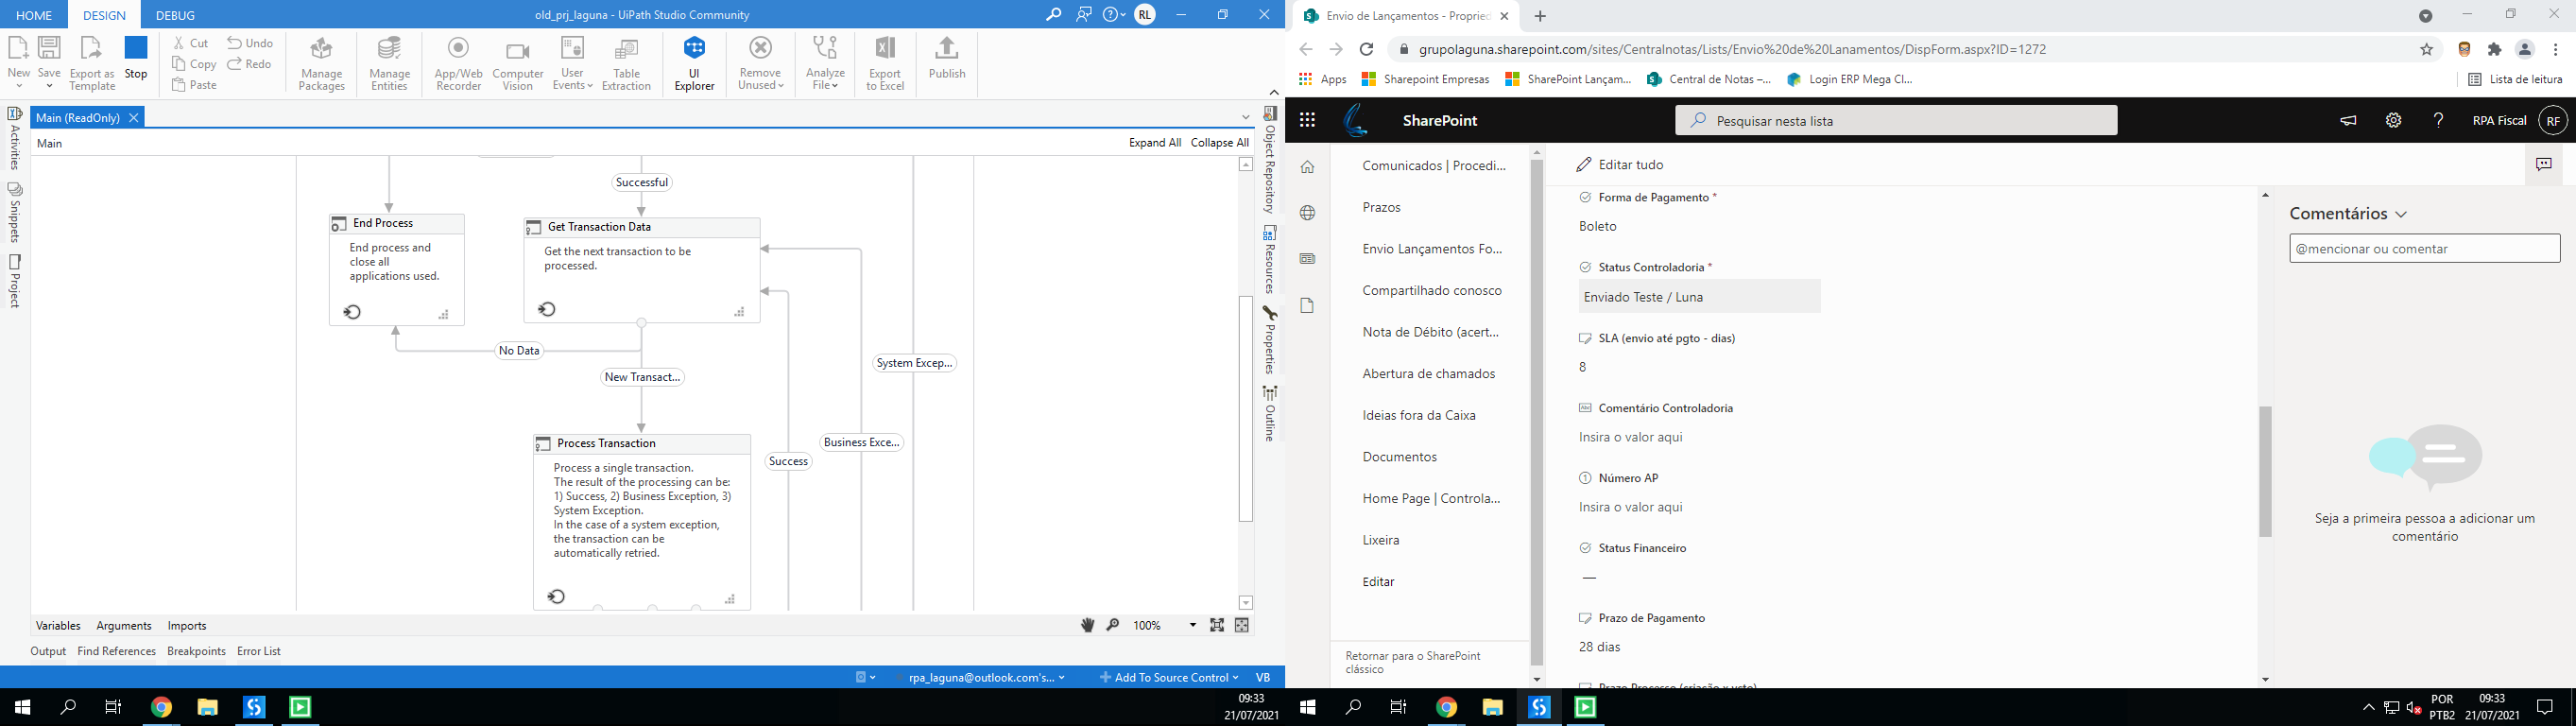 HOME
DESIGN
DEBUG
old_prj_laguna - UiPath Studio Community
RL
New
Save
Export as
Template
Stop
Cut
Copy
Paste
Undo
Redo
Manage
Packages
Manage
Entities
App/Web
Recorder
Computer
Vision
User
Events
Table
Extraction
UI
Explorer
Remove
Unused
Analyze
File
Export
to Excel
Publish
Main (ReadOnly)
Main
Expand All
Collapse All
Activities
Snippets
Project
Object Repository
Resources
Properties
Outline
Successful
End Process
End process and
close all
applications used.
Get Transaction Data
Get the next transaction to be
processed.
No Data
New Transact...
System Excep...
Business Exce...
Success
Process Transaction
Process a single transaction.
The result of the processing can be:
1) Success, 2) Business Exception, 3)
System Exception.
In the case of a system exception,
the transaction can be
automatically retried.
Variables
Arguments
Imports
100%
Output
Find References
Breakpoints
Error List
rpa_laguna@outlook.com's...
Add To Source Control
VB
09:33
21/07/2021
Envio de Lançamentos - Propried
grupolaguna.sharepoint.com/sites/Centralnotas/Lists/Envio%20de%20Lanamentos/DispForm.aspx?ID=1272
Apps
Sharepoint Empresas
SharePoint Lançam...
Central de Notas –...
Login ERP Mega Cl...
Lista de leitura
SharePoint
Pesquisar nesta lista
RPA Fiscal
RF
Comunicados | Procedi...
Prazos
Envio Lançamentos Fo...
Compartilhado conosco
Nota de Débito (acert...
Abertura de chamados
Ideias fora da Caixa
Documentos
Home Page | Controla...
Lixeira
Editar
Retornar para o SharePoint
clássico
Editar tudo
Forma de Pagamento *
Boleto
Status Controladoria *
Enviado Teste / Luna
SLA (envio até pgto - dias)
8
Comentário Controladoria
Insira o valor aqui
Número AP
Insira o valor aqui
Status Financeiro
—
Prazo de Pagamento
28 dias
Prazo Processo (criação x vcto)
Comentários
@mencionar ou comentar
Seja a primeira pessoa a adicionar um
comentário
POR
PTB2
09:33
21/07/2021